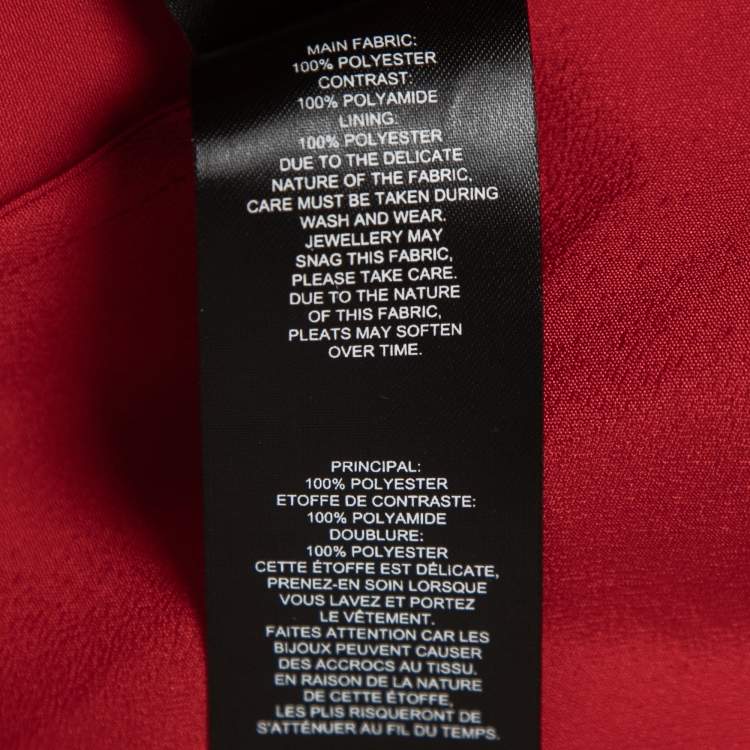 MAIN FABRIC:
100% POLYESTER
CONTRAST:
100% POLYAMIDE
LINING:
100% POLYESTER
DUE TO THE DELICATE
NATURE OF THE FABRIC,
CARE MUST BE TAKEN DURING
WASH AND WEAR.
JEWELLERY MAY
SNAG THIS FABRIC,
PLEASE TAKE CARE.
DUE TO THE NATURE
OF THIS FABRIC,
PLEATS MAY SOFTEN
OVER TIME.
PRINCIPAL:
100% POLYESTER
ETOFFE DE CONTRASTE:
100% POLYAMIDE
DOUBLURE:
100% POLYESTER
CETTE ÉTOFFE EST DÉLICATE,
PRENEZ-EN SOIN LORSQUE
VOUS LAVEZ ET PORTEZ
LE VÊTEMENT.
FAITES ATTENTION CAR LES
BIJOUX PEUVENT CAUSER
DES ACCROCS AU TISSU.
EN RAISON DE LA NATURE
DE CETTE ÉTOFFE,
LES PLIS RISQUERONT DE
S'ATTÉNUER AU FIL DU TEMPS.